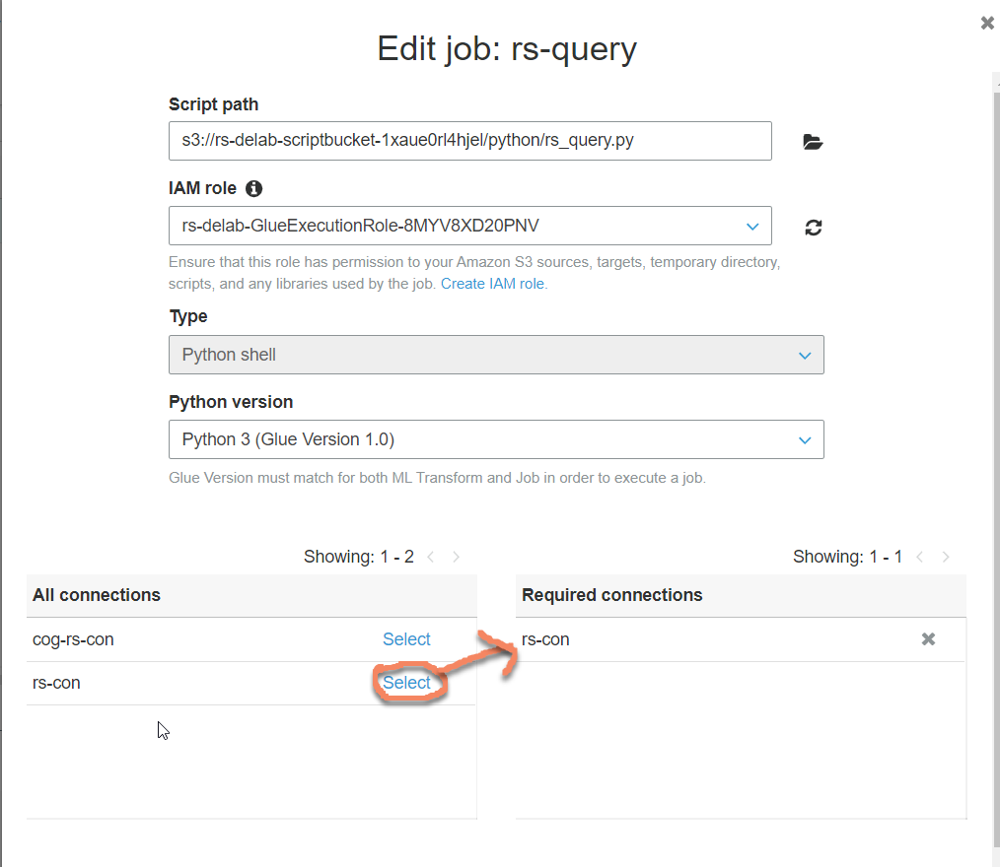 Edit job: rs-query
Script path
s3://rs-delab-scriptbucket-1xaue0rl4hjel/python/rs_query.py
IAM role
rs-delab-GlueExecutionRole-8MYV8XD20PNV
Ensure that this role has permission to your Amazon S3 sources, targets, temporary directory,
scripts, and any libraries used by the job. Create IAM role.
Type
Python shell
Python version
Python 3 (Glue Version 1.0)
Glue Version must match for both ML Transform and Job in order to execute a job.
Showing: 1 - 2
All connections
cog-rs-con Select
rs-con Select
Showing: 1 - 1
Required connections
rs-con